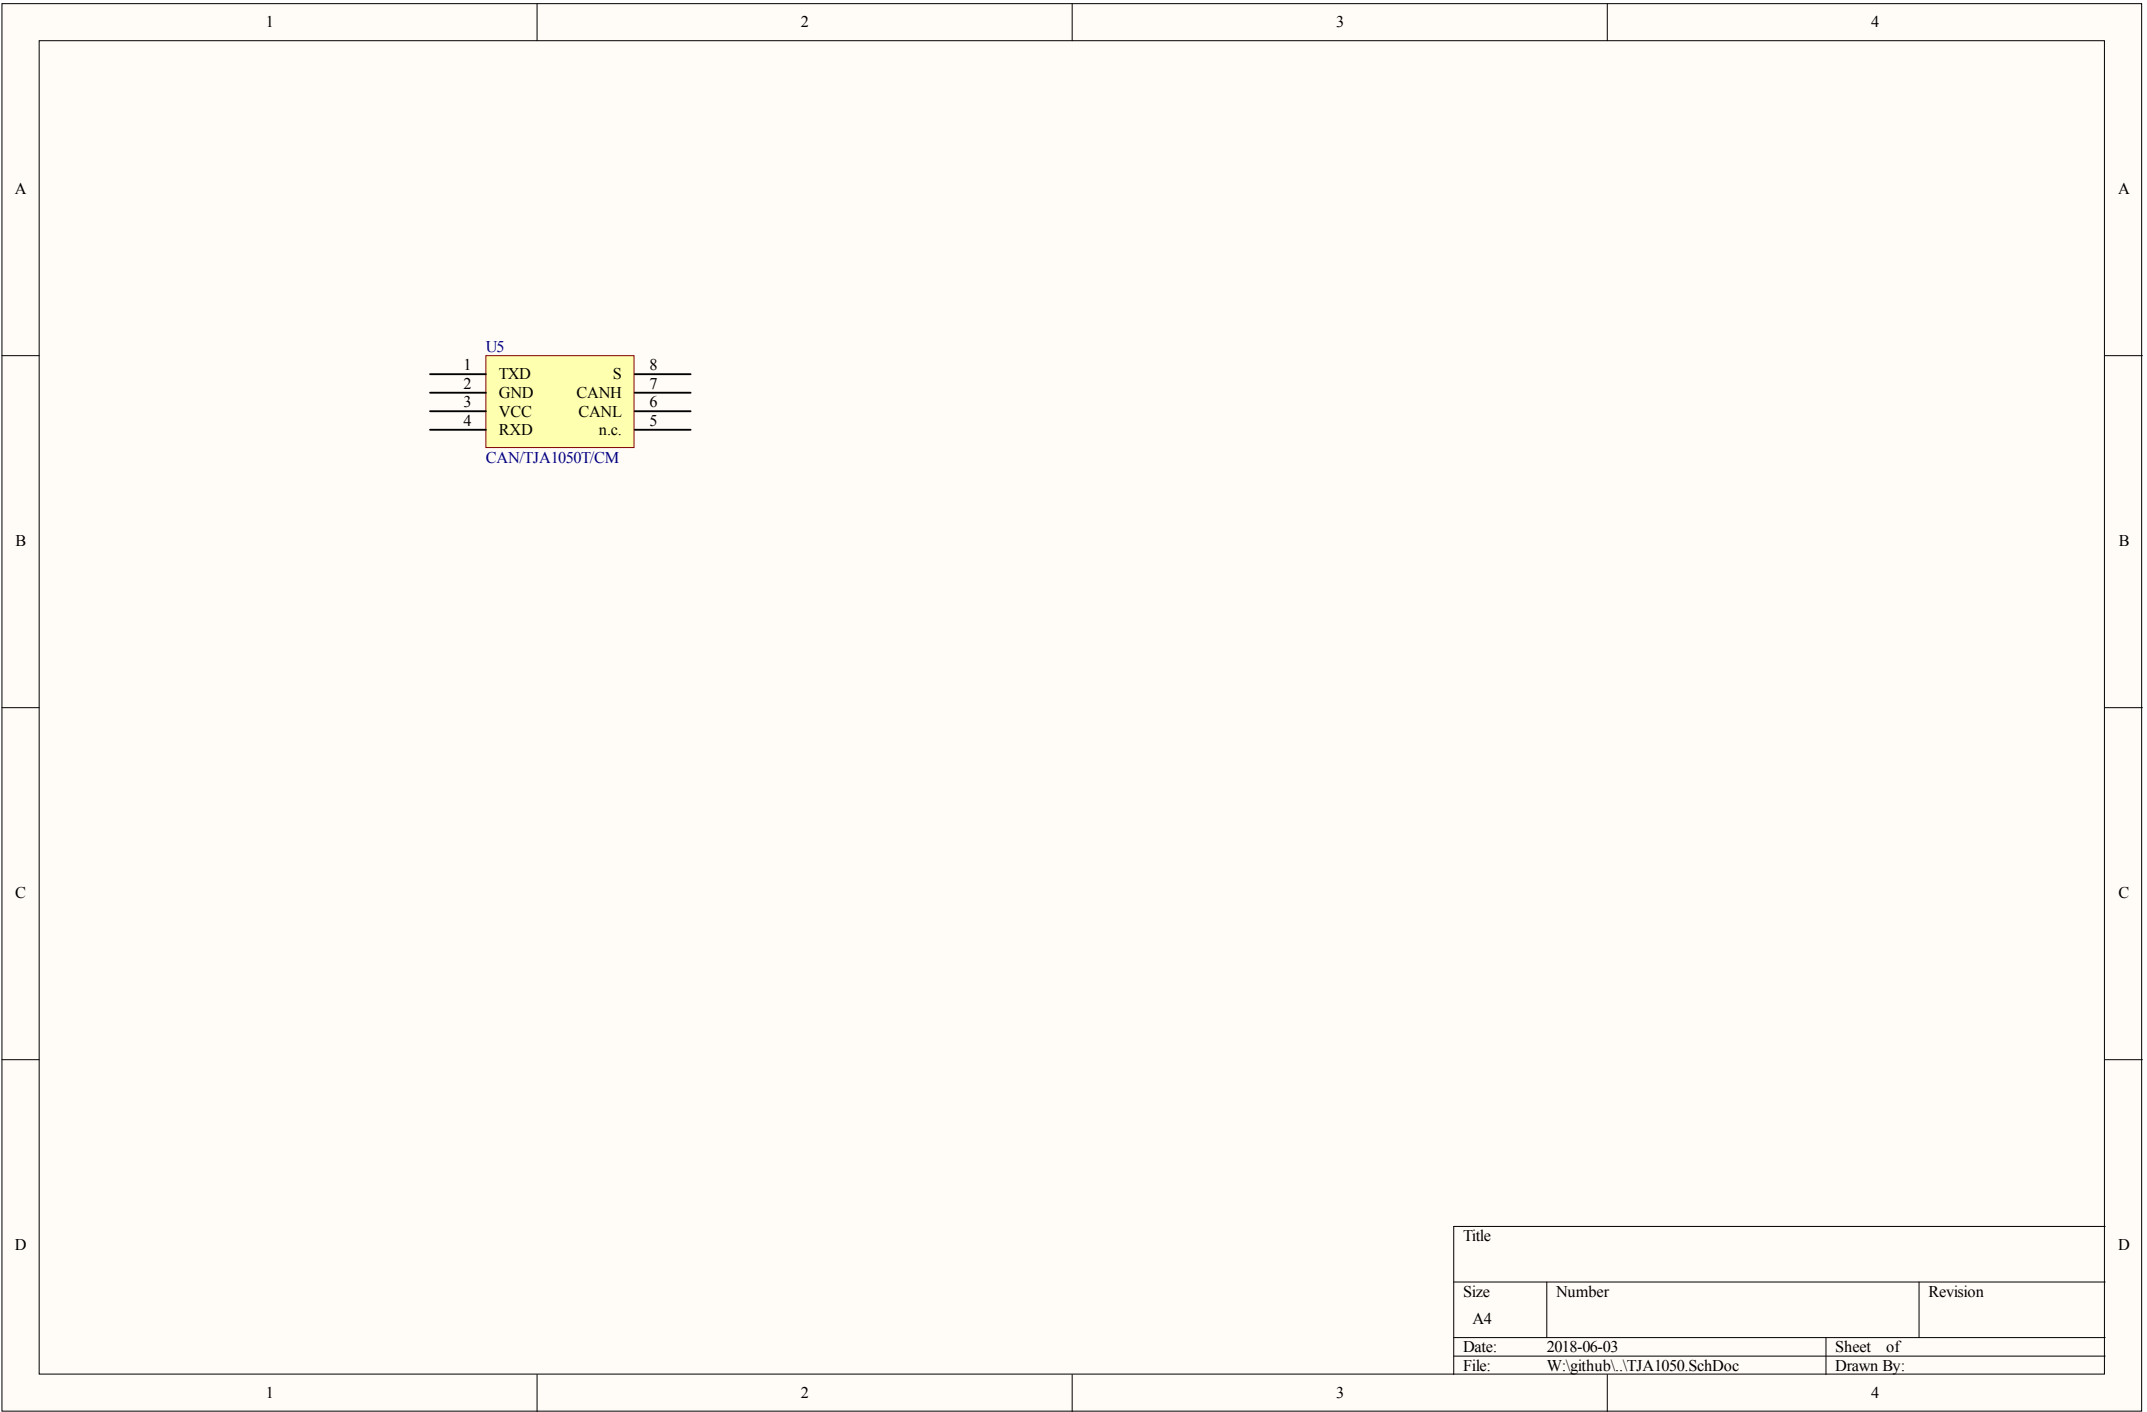 1 2 3 4
A A
U5
1 TXD S 8
2 GND CANH 7
3 VCC CANL 6
4 RXD n.c. 5
CAN/TJA1050T/CM
B B
C C
Title
D D
Size Number Revision
A4
Date: 2018-06-03 Sheet of
File: W:\github\..\TJA1050.SchDoc Drawn By:
1 2 3 4